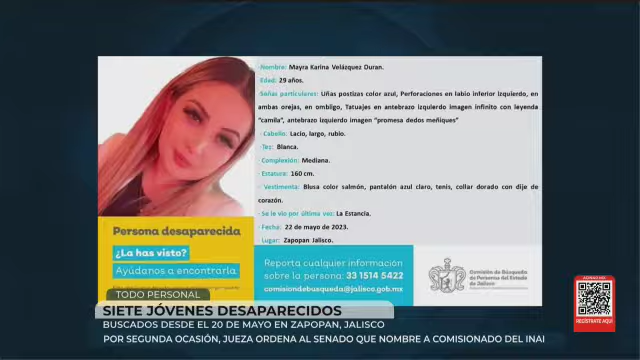 · Nombre: Mayra Karina Velázquez Duran.
· Edad: 29 años.
· Señas particulares: Uñas postizas color azul, Perforaciones en labio inferior izquierdo, en
ambas orejas, en ombligo, Tatuajes en antebrazo izquierdo imagen infinito con leyenda
“camila”, antebrazo izquierdo imagen “promesa dedos meñiques”
· Cabello: Lacio, largo, rubio.
· Tez: Blanca.
· Complexión: Mediana.
· Estatura: 160 cm.
· Vestimenta: Blusa color salmón, pantalón azul claro, tenis, collar dorado con dije de
corazón.
· Se le vio por última vez: La Estancia.
· Fecha: 22 de mayo de 2023.
Lugar: Zapopan Jalisco.
Persona desaparecida
¿La has visto?
Ayúdanos a encontrarla
Reporta cualquier información
sobre la persona: 33 1514 5422
comisiondebusqueda@jalisco.gob.mx
Comisión de Búsqueda
de Personas del Estado
de Jalisco
TODO PERSONAL
SIETE JÓVENES DESAPARECIDOS
BUSCADOS DESDE EL 20 DE MAYO EN ZAPOPAN, JALISCO
POR SEGUNDA OCASIÓN, JUEZA ORDENA AL SENADO QUE NOMBRE A COMISIONADO DEL INAI
REGÍSTRATE AQUÍ